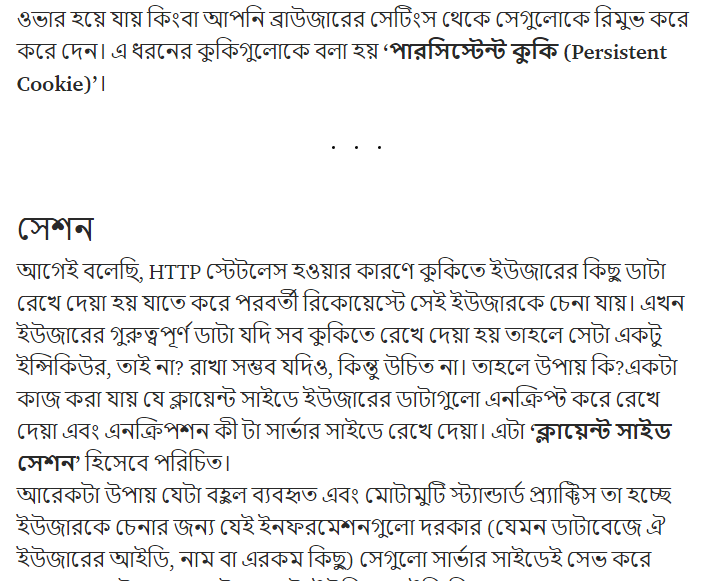 ওভার হয়ে যায় কিংবা আপনি ব্রাউজারের সেটিংস থেকে সেগুলোকে রিমুভ করে
করে দেন। এ ধরনের কুকিগুলোকে বলা হয় ‘পারসিস্টেন্ট কুকি (Persistent
Cookie)’।
. . .
সেশন
আগেই বলেছি, HTTP স্টেটলেস হওয়ার কারণে কুকিতে ইউজারের কিছু ডাটা
রেখে দেয়া হয় যাতে করে পরবর্তী রিকোয়েস্টে সেই ইউজারকে চেনা যায়। এখন
ইউজারের গুরুত্বপূর্ণ ডাটা যদি সব কুকিতে রেখে দেয়া হয় তাহলে সেটা একটু
ইন্সিকিউর, তাই না? রাখা সম্ভব যদিও, কিন্তু উচিত না। তাহলে উপায় কি?একটা
কাজ করা যায় যে ক্লায়েন্ট সাইডে ইউজারের ডাটাগুলো এনক্রিপ্ট করে রেখে
দেয়া এবং এনক্রিপশন কী টা সার্ভার সাইডে রেখে দেয়া। এটা ‘ক্লায়েন্ট সাইড
সেশন’ হিসেবে পরিচিত।
আরেকটা উপায় যেটা বহুল ব্যবহৃত এবং মোটামুটি স্ট্যান্ডার্ড প্র্যাক্টিস তা হচ্ছে
ইউজারকে চেনার জন্য যেই ইনফরমেশনগুলো দরকার (যেমন ডাটাবেজে ঐ
ইউজারের আইডি, নাম বা এরকম কিছু) সেগুলো সার্ভার সাইডেই সেভ করে